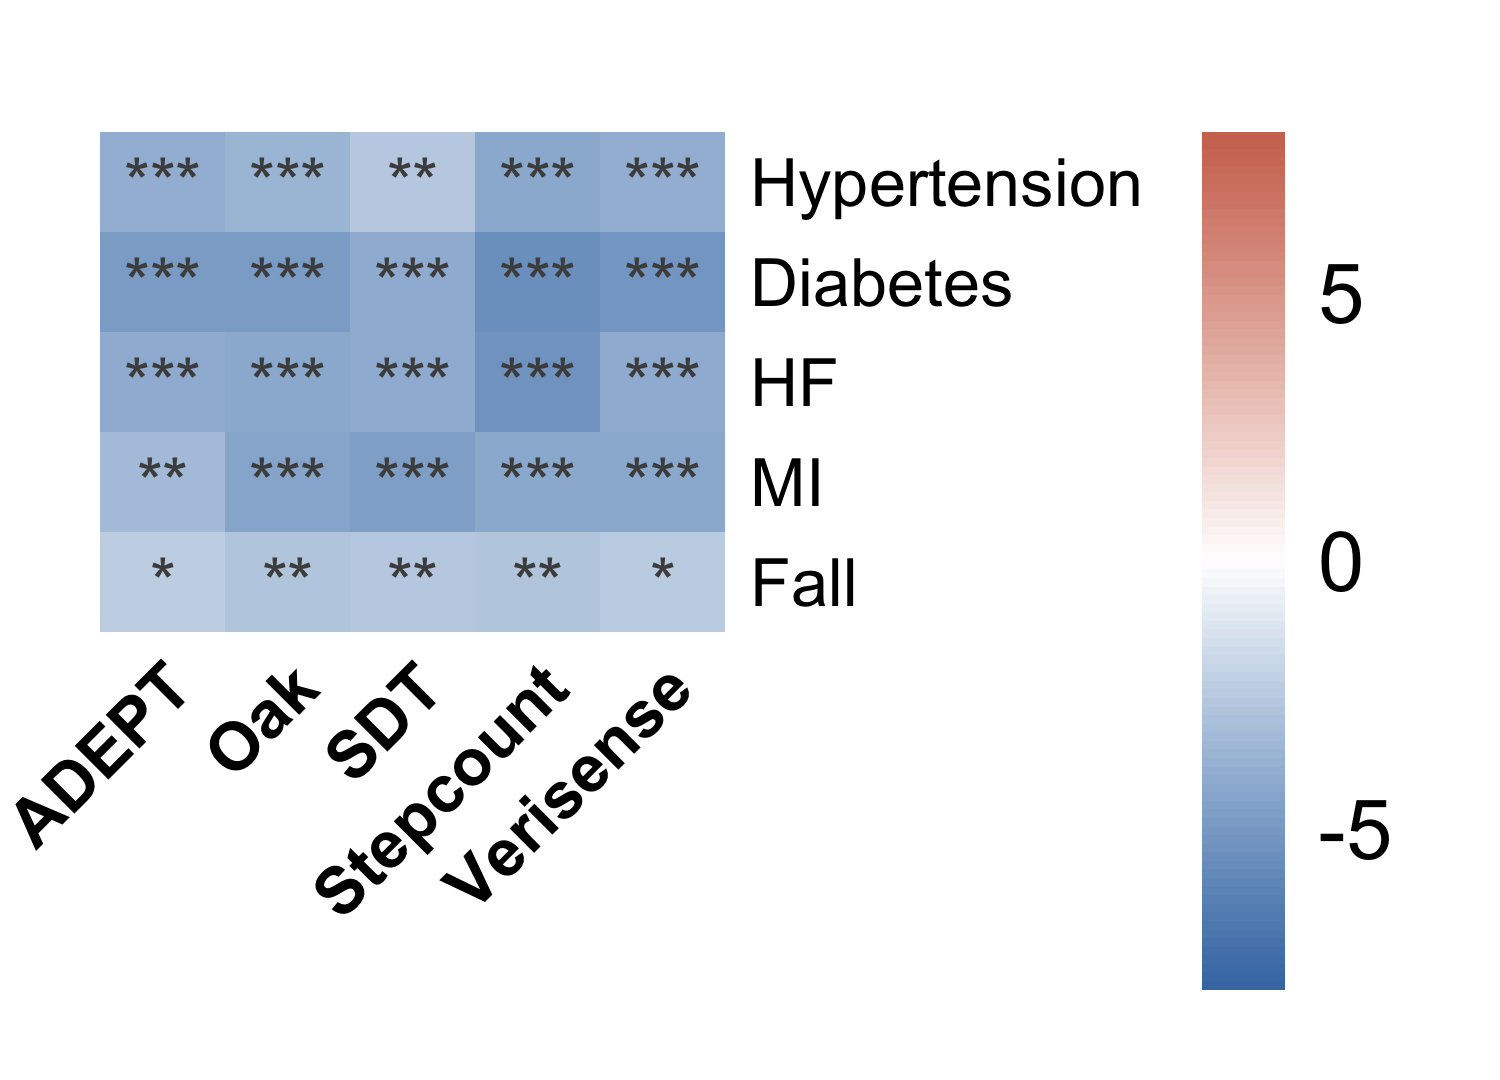 *** *** ** *** *** Hypertension
*** *** *** *** *** Diabetes
*** *** *** *** *** HF
** *** *** *** *** MI
* ** ** ** * Fall
ADEPT
Oak
SDT
Stepcount
Verisense
5
0
-5